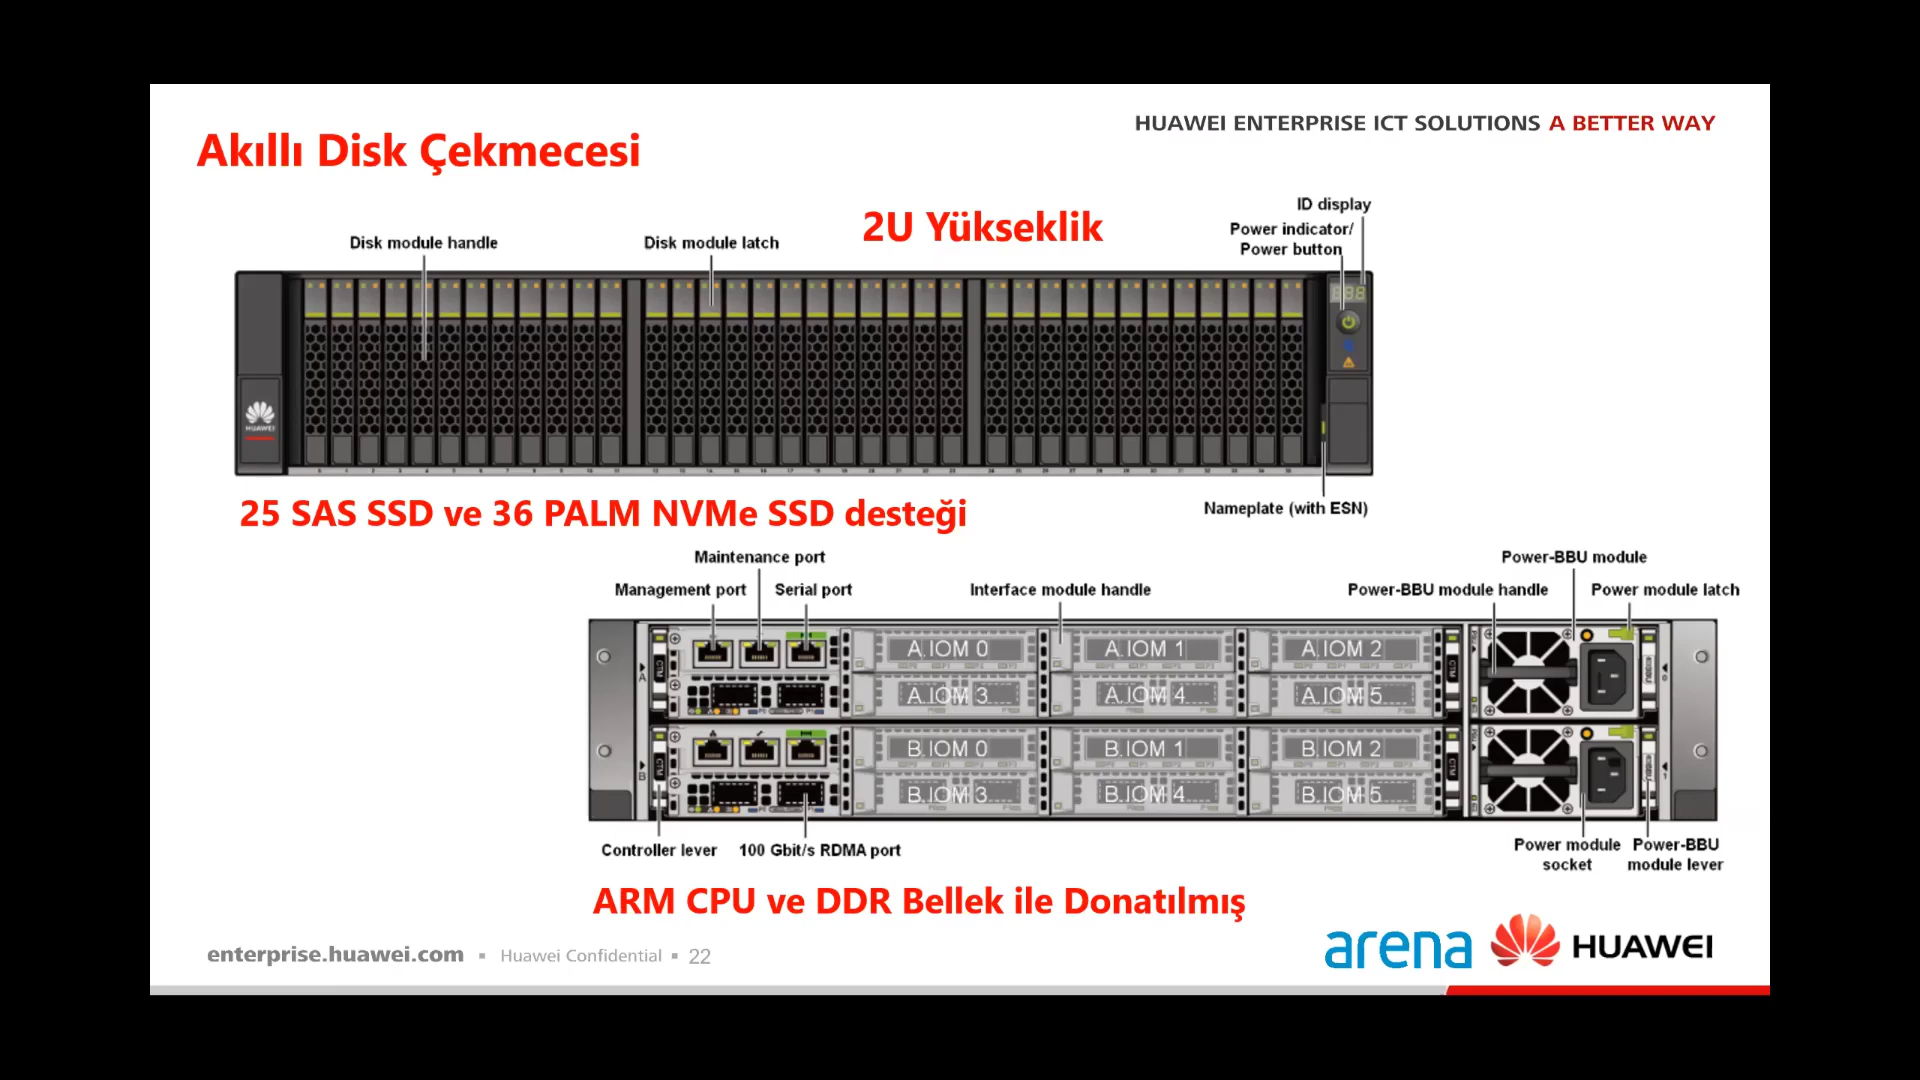 HUAWEI ENTERPRISE ICT SOLUTIONS A BETTER WAY
Akıllı Disk Çekmecesi
ID display
2U Yükseklik
Power indicator/
Power button
Disk module handle
Disk module latch
HUAWEI
Nameplate (with ESN)
25 SAS SSD ve 36 PALM NVMe SSD desteği
Maintenance port
Power-BBU module
Management port
Serial port
Interface module handle
Power-BBU module handle
Power module latch
A.IOM 0
A.IOM 1
A.IOM 2
A
A.IOM 3
A.IOM 4
A.IOM 5
B.IOM 0
B.IOM 1
B.IOM 2
B
B.IOM 3
B.IOM 4
B.IOM 5
Controller lever
100 Gbit/s RDMA port
Power module
socket
Power-BBU
module lever
ARM CPU ve DDR Bellek ile Donatılmış
enterprise.huawei.com ▪ Huawei Confidential ▪ 22
arena
HUAWEI